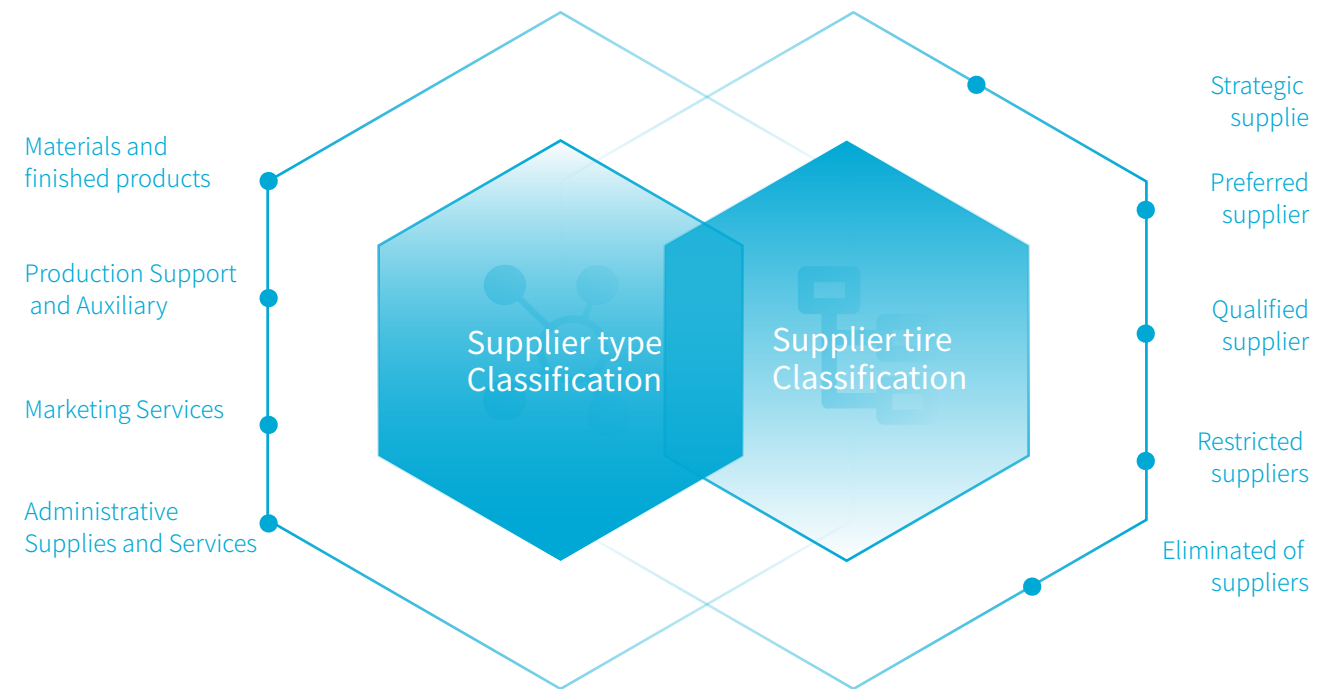 Materials and
finished products
Production Support
and Auxiliary
Marketing Services
Administrative
Supplies and Services
Supplier type
Classification
Supplier tire
Classification
Strategic
supplie
Preferred
supplier
Qualified
supplier
Restricted
suppliers
Eliminated of
suppliers